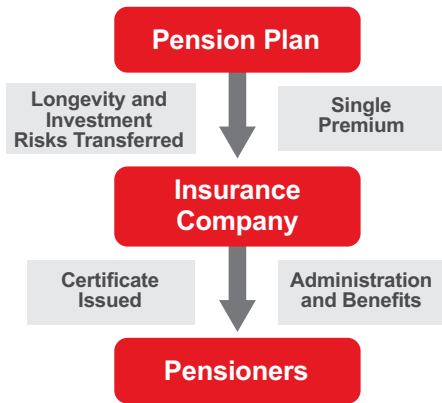 Pension Plan
Longevity and
Investment
Risks Transferred
Single
Premium
Insurance
Company
Certificate
Issued
Administration
and Benefits
Pensioners